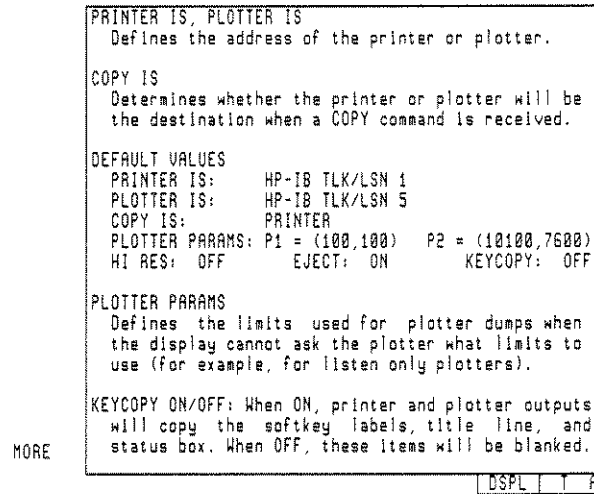 PRINTER IS, PLOTTER IS
Defines the address of the printer or plotter.
COPY IS
Determines whether the printer or plotter will be
the destination when a COPY command is received.
DEFAULT VALUES
PRINTER IS: HP-IB TLK/LSN 1
PLOTTER IS: HP-IB TLK/LSN 5
COPY IS: PRINTER
PLOTTER PARAMS: P1 = (100,100) P2 = (10100,7600)
HI RES: OFF EJECT: ON KEYCOPY: OFF
PLOTTER PARAMS
Defines the limits used for plotter dumps when
the display cannot ask the plotter what limits to
use (for example, for listen only plotters).
KEYCOPY ON/OFF: When ON, printer and plotter outputs
will copy the softkey labels, title line, and
MORE status box. When OFF, these items will be blanked.
DSPL T